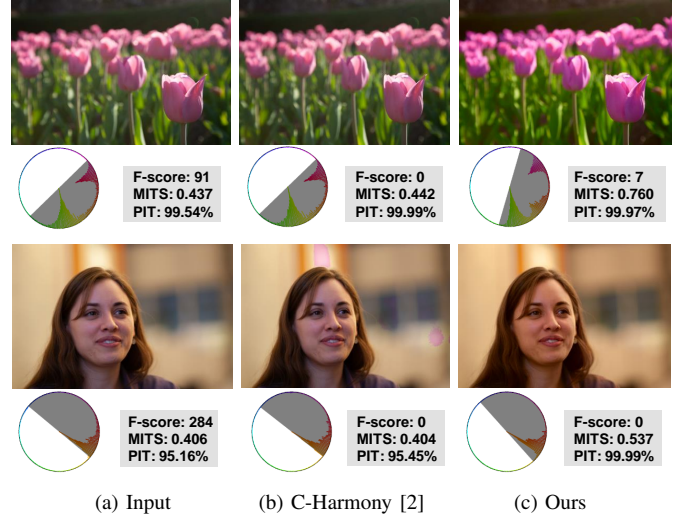 F-score: 91
MITS: 0.437
PIT: 99.54%
F-score: 0
MITS: 0.442
PIT: 99.99%
F-score: 7
MITS: 0.760
PIT: 99.97%
F-score: 284
MITS: 0.406
PIT: 95.16%
F-score: 0
MITS: 0.404
PIT: 95.45%
F-score: 0
MITS: 0.537
PIT: 99.99%
(a) Input
(b) C-Harmony [2]
(c) Ours